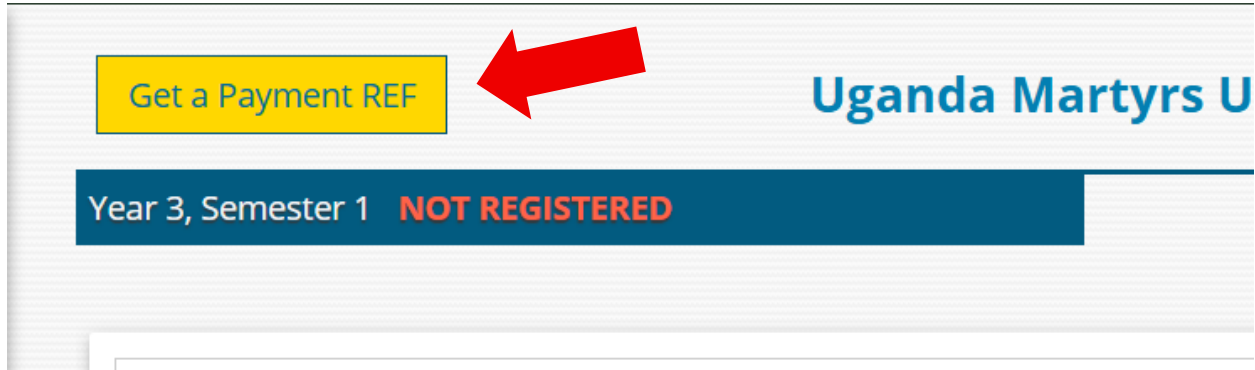 Get a Payment REF
Uganda Martyrs U
Year 3, Semester 1 NOT REGISTERED